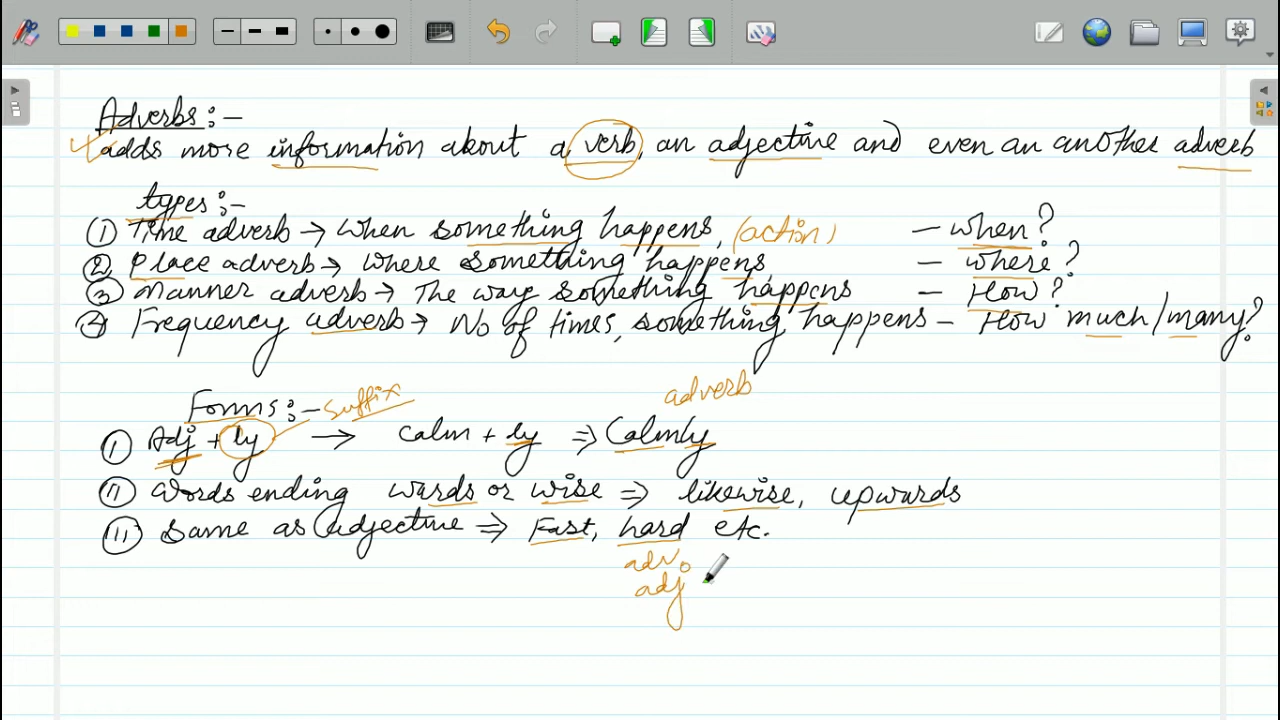 Adverbs :-
adds more information about a verb, an adjective and even an another adverb
types :-
① Time adverb → When something happens, (action) - when?
② Place adverb → Where something happens, - where?
③ Manner adverb → The way something happens - How?
④ Frequency adverb → No of times, something happens - How much/many?
Forms :- suffix adverb
Ⓘ Adj + ly → calm + ly ⇒ Calmly
ⓘⓘ Words ending wards or wise ⇒ likewise, upwards
ⓘⓘⓘ Same as adjective ⇒ Fast, hard etc.
adv.
adj